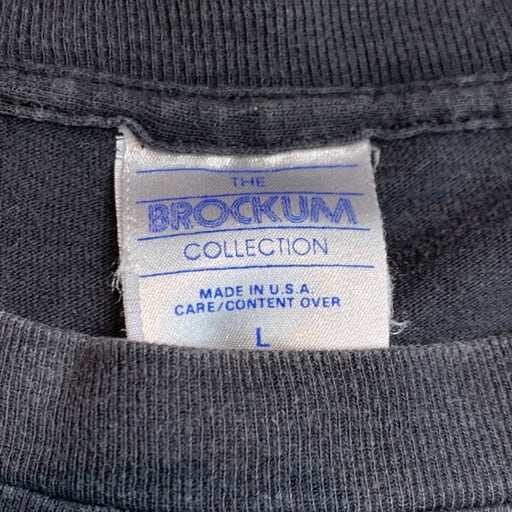 THE
BROCKUM
COLLECTION
MADE IN U.S.A.
CARE/CONTENT OVER
L